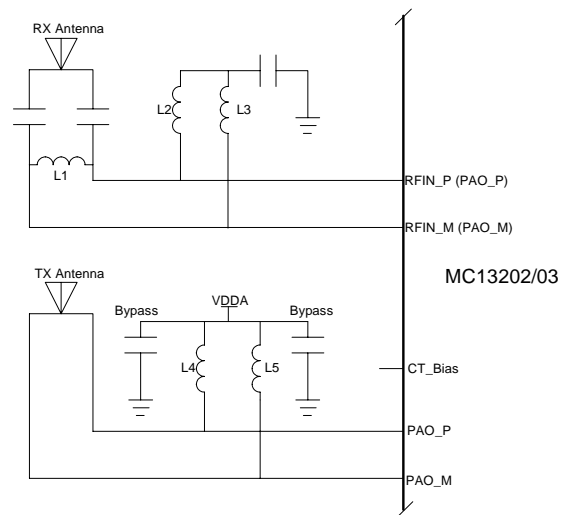 RX Antenna
L2
L3
L1
RFIN_P (PAO_P)
RFIN_M (PAO_M)
MC13202/03
TX Antenna
Bypass
VDDA
Bypass
L4
L5
CT_Bias
PAO_P
PAO_M